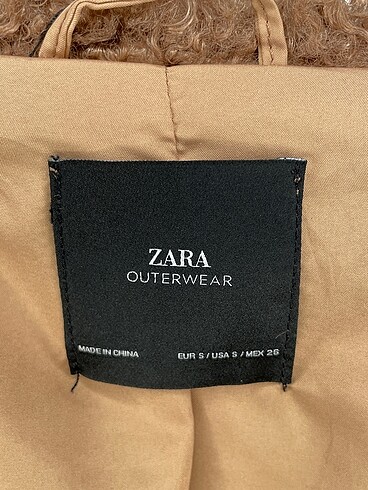 ZARA
OUTERWEAR
MADE IN CHINA EUR S / USA S / MEX 26